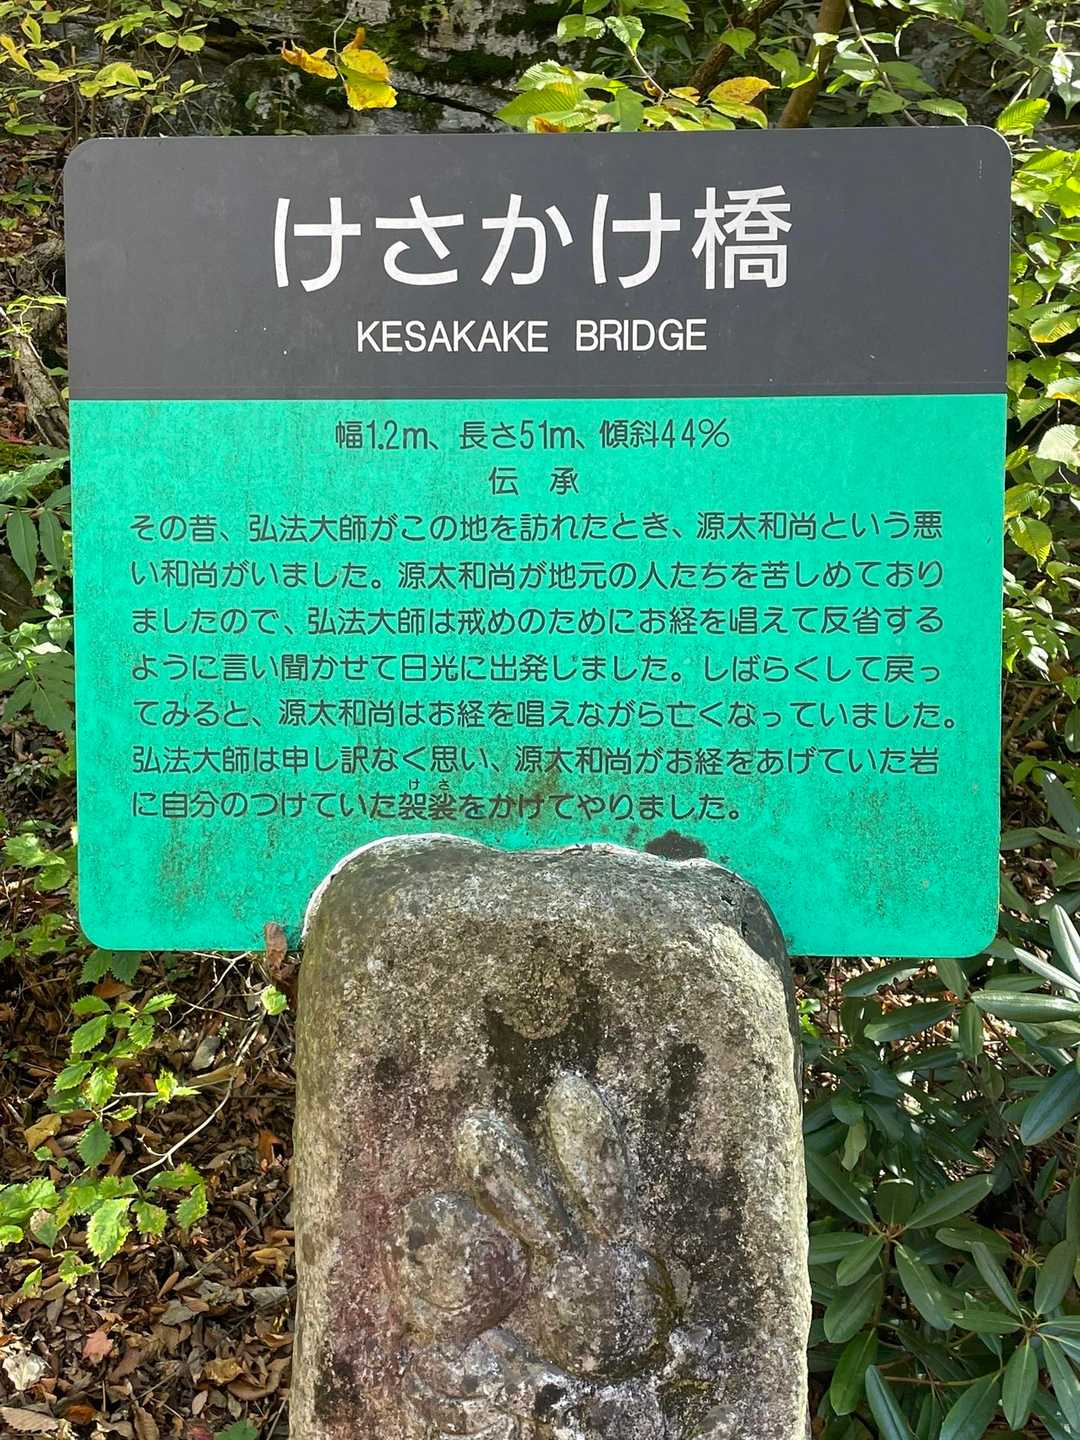 けさかけ橋
KESAKAKE BRIDGE
幅1.2m、長さ51m、傾斜44%
伝 承
その昔、弘法大師がこの地を訪れたとき、源太和尚という悪
い和尚がいました。源太和尚が地元の人たちを苦しめており
ましたので、弘法大師は戒めのためにお経を唱えて反省する
ように言い聞かせて日光に出発しました。しばらくして戻っ
てみると、源太和尚はお経を唱えながら亡くなっていました。
弘法大師は申し訳なく思い、源太和尚がお経をあげていた岩
けさ
に自分のつけていた袈裟をかけてやりました。